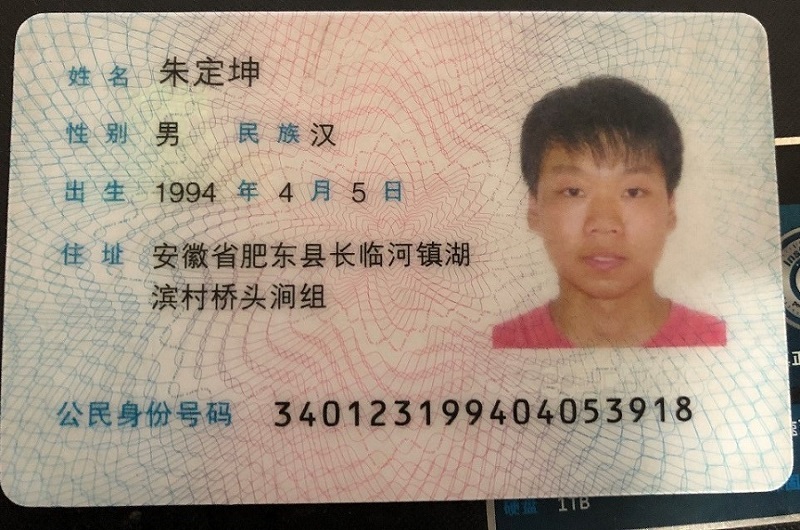 姓名 朱定坤
性别 男 民族 汉
出生 1994 年 4 月 5 日
住址 安徽省肥东县长临河镇湖
滨村桥头涧组
公民身份号码 340123199404053918
硬盘 1TB